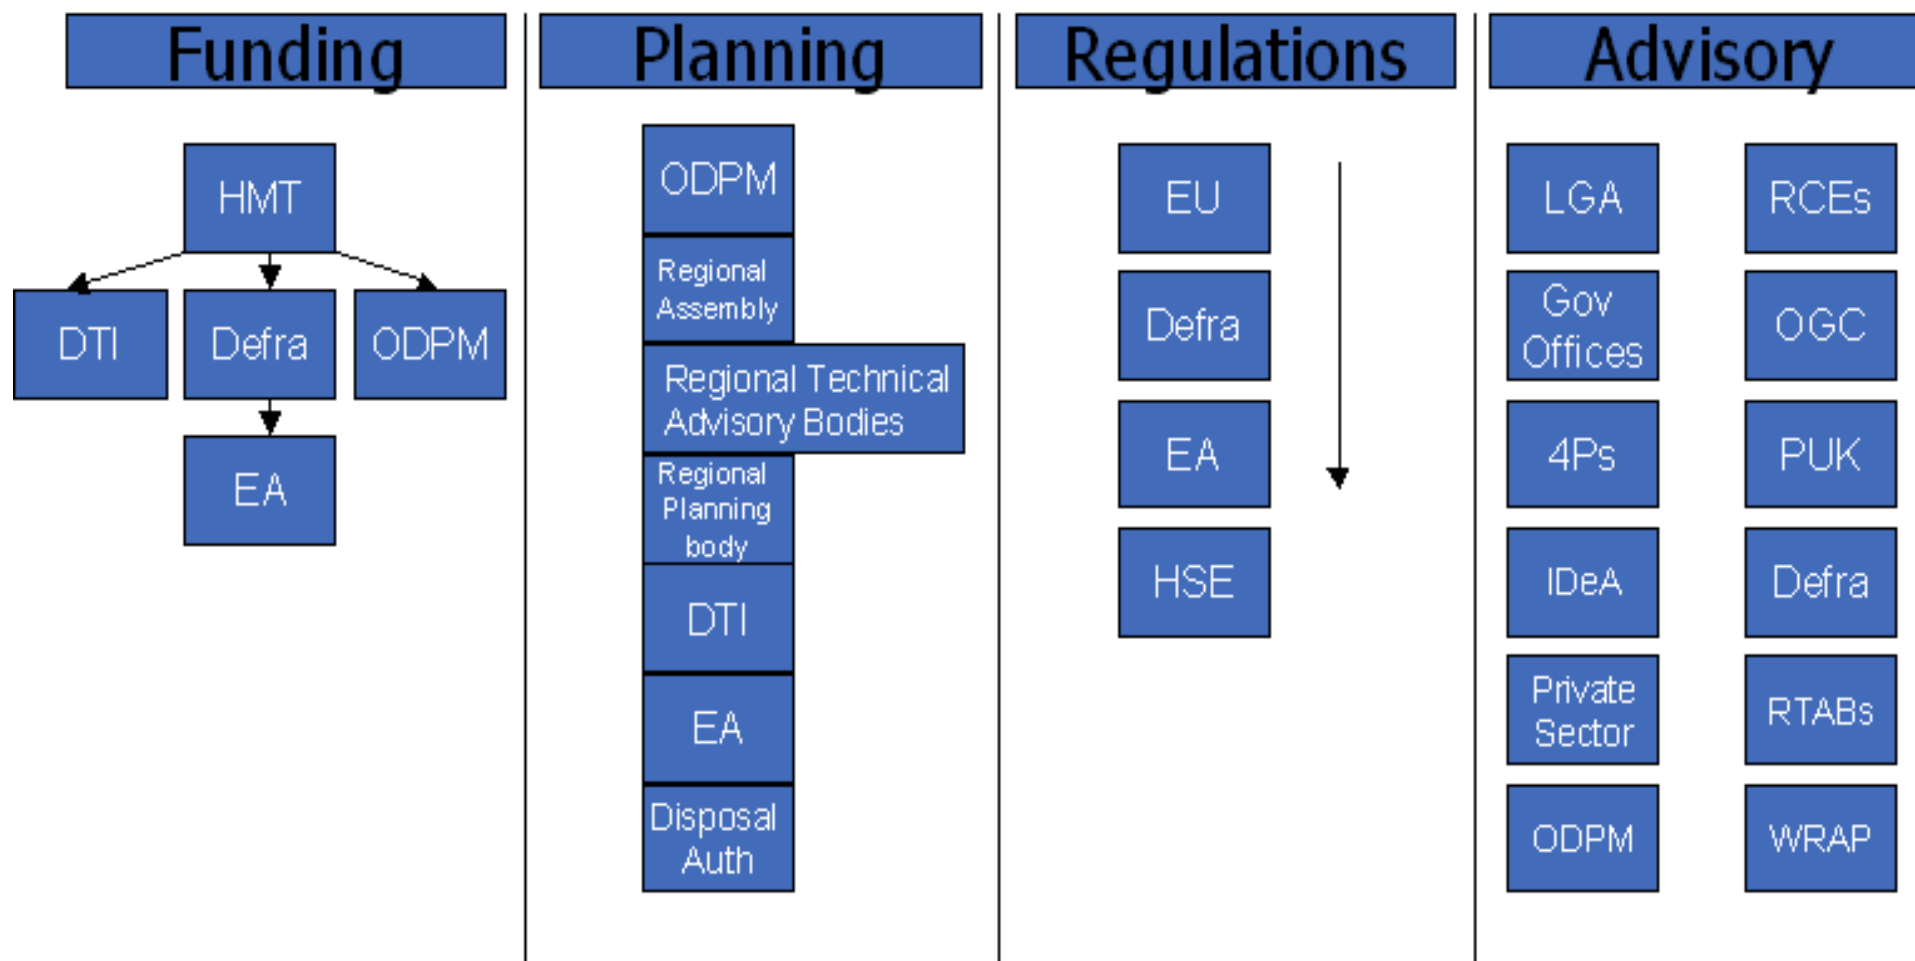 Funding
Planning
Regulations
Advisory
HMT
DTI
Defra
ODPM
EA
ODPM
Regional
Assembly
Regional Technical
Advisory Bodies
Regional
Planning
body
DTI
EA
Disposal
Auth
EU
Defra
EA
HSE
LGA
RCEs
Gov
Offices
OGC
4Ps
PUK
IDeA
Defra
Private
Sector
RTABs
ODPM
WRAP